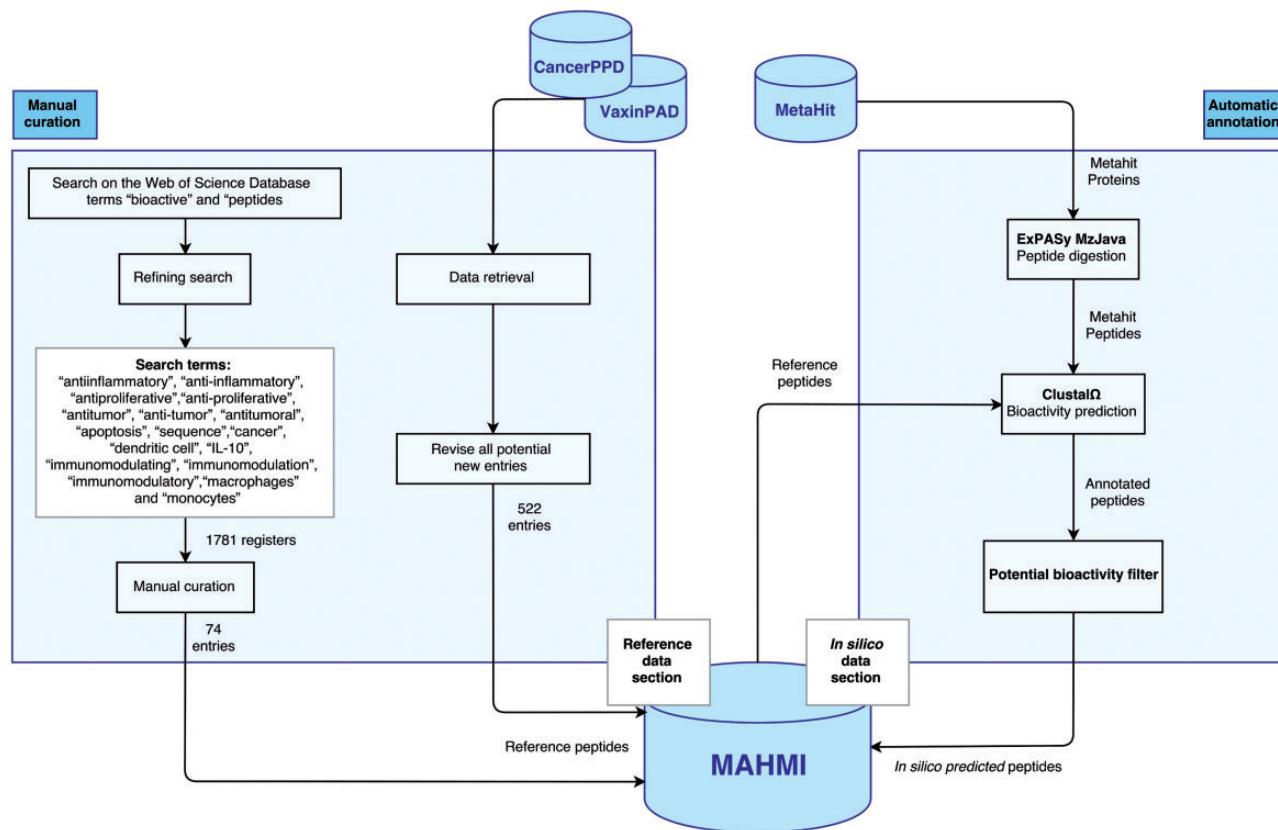 CancerPPD
VaxinPAD
MetaHit
Manual
curation
Automatic
annotation
Search on the Web of Science Database
terms “bioactive” and “peptides
Refining search
Search terms:
“antiinflammatory”, “anti-inflammatory”,
“antiproliferative”,“anti-proliferative”,
“antitumor”, “anti-tumor”, “antitumoral”,
“apoptosis”, “sequence”,“cancer”,
“dendritic cell”, “IL-10”,
“immunomodulating”, “immunomodulation”,
“immunomodulatory”,“macrophages”
and “monocytes”
1781 registers
Manual curation
74
entries
Data retrieval
Revise all potential
new entries
522
entries
Reference
data
section
Reference peptides
In silico
data
section
MAHMI
Reference
peptides
Metahit
Proteins
ExPASy MzJava
Peptide digestion
Metahit
Peptides
ClustalΩ
Bioactivity prediction
Annotated
peptides
Potential bioactivity filter
In silico predicted peptides